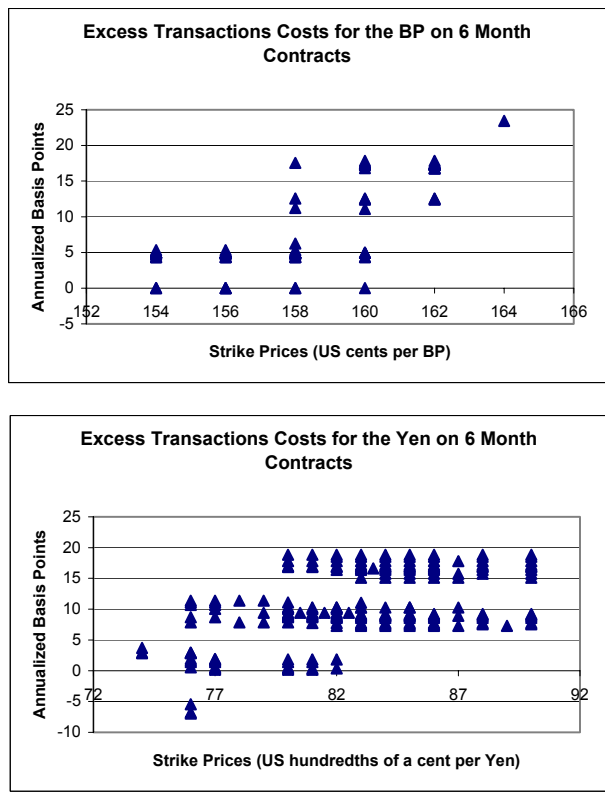 Excess Transactions Costs for the BP on 6 Month
Contracts
25
20
15
10
5
0
-5
152 154 156 158 160 162 164 166
Annualized Basis Points
Strike Prices (US cents per BP)
Excess Transactions Costs for the Yen on 6 Month
Contracts
25
20
15
10
5
0
-5
-10
72 77 82 87 92
Annualized Basis Points
Strike Prices (US hundredths of a cent per Yen)